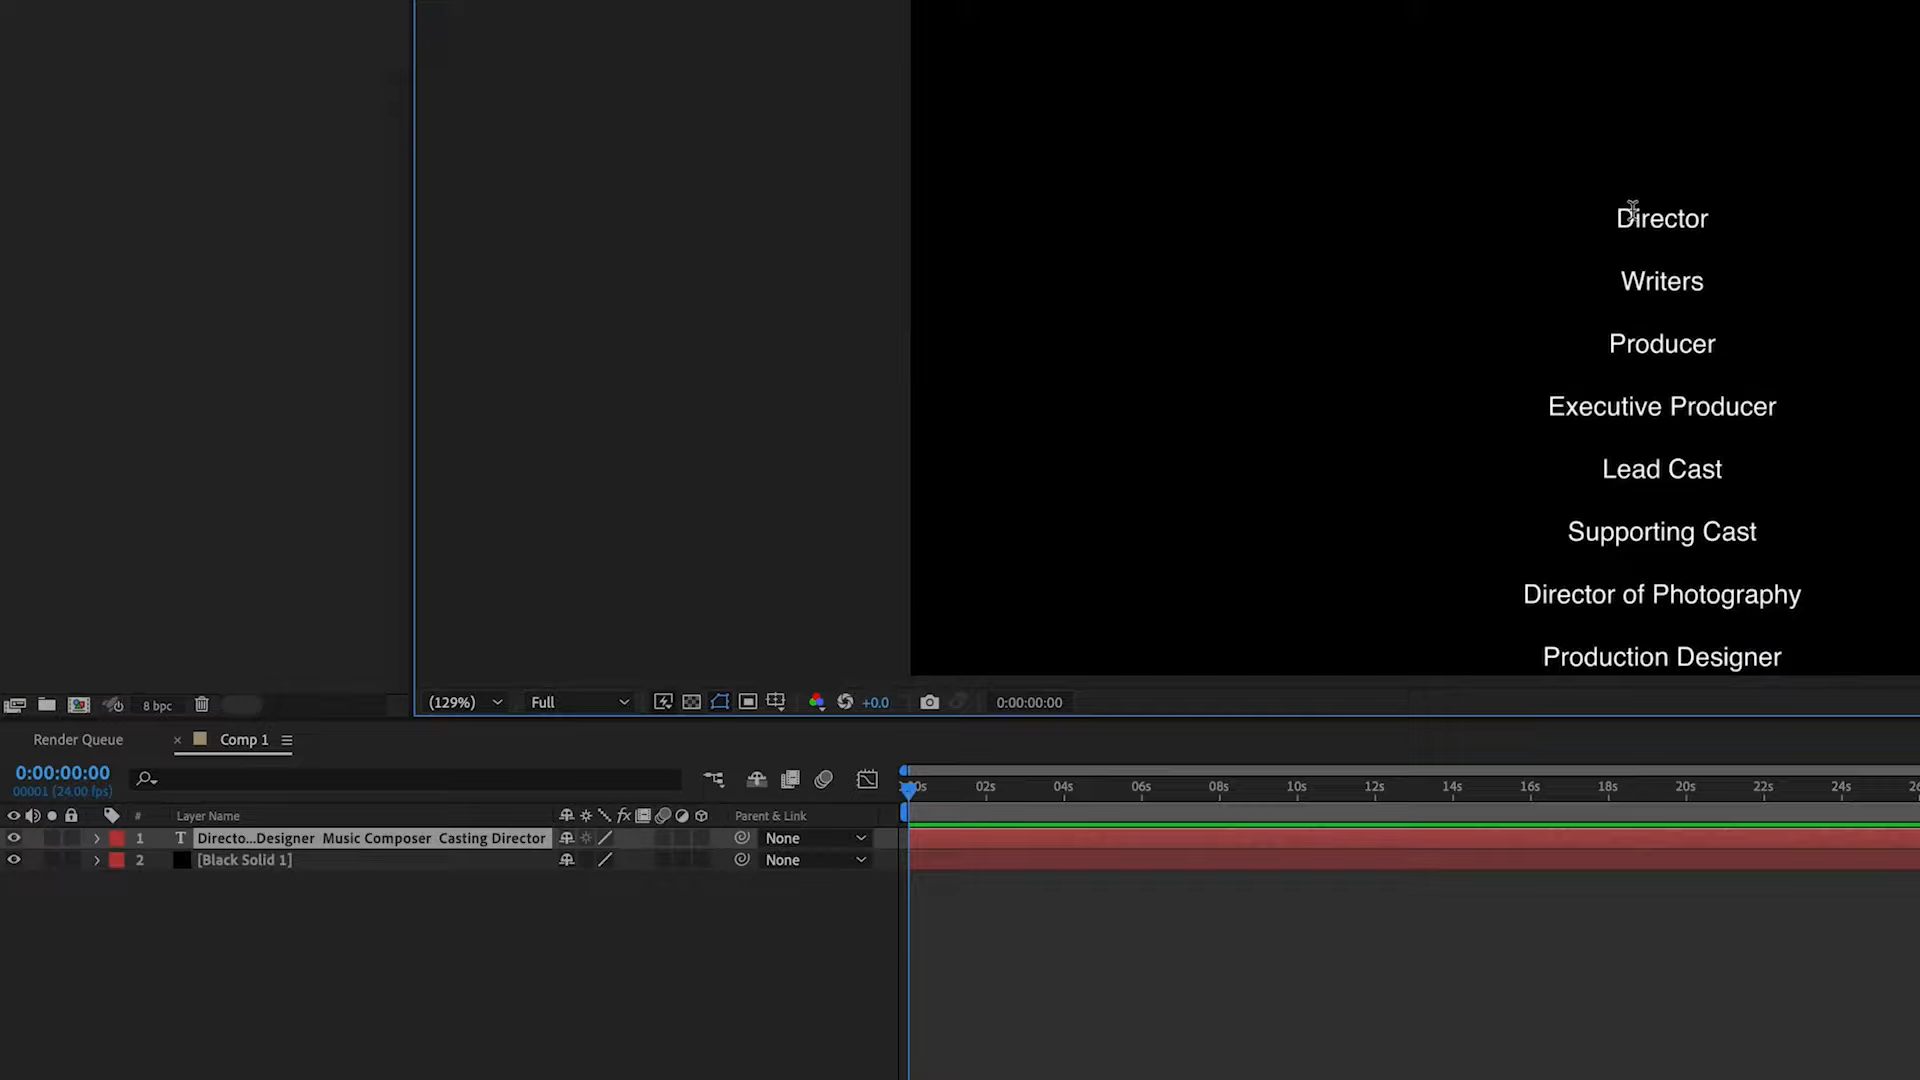 Director
Writers
Producer
Executive Producer
Lead Cast
Supporting Cast
Director of Photography
Production Designer
8 bpc
(129%)
Full
+0.0
0:00:00:00
Render Queue
× Comp 1
0:00:00:00
00001 (24.00 fps)
02s 04s 06s 08s 10s 12s 14s 16s 18s 20s 22s 24s
# Layer Name fx Parent & Link
1 T Directo...Designer Music Composer Casting Director None
2 [Black Solid 1] None